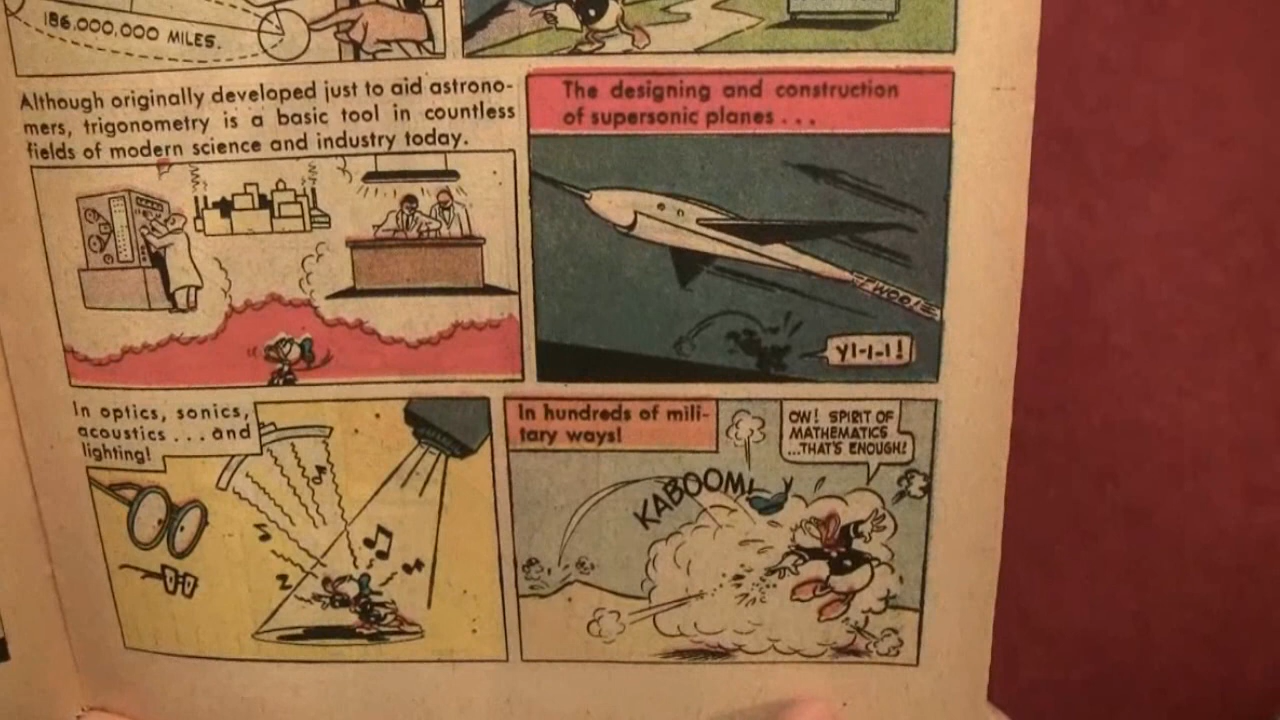 186,000,000 MILES.
Although originally developed just to aid astrono-
mers, trigonometry is a basic tool in countless
fields of modern science and industry today.
The designing and construction
of supersonic planes . . .
YI-I-I!
In optics, sonics,
acoustics . . . and
lighting!
In hundreds of mili-
tary ways!
OW! SPIRIT OF
MATHEMATICS
...THAT'S ENOUGH!
KABOOM!